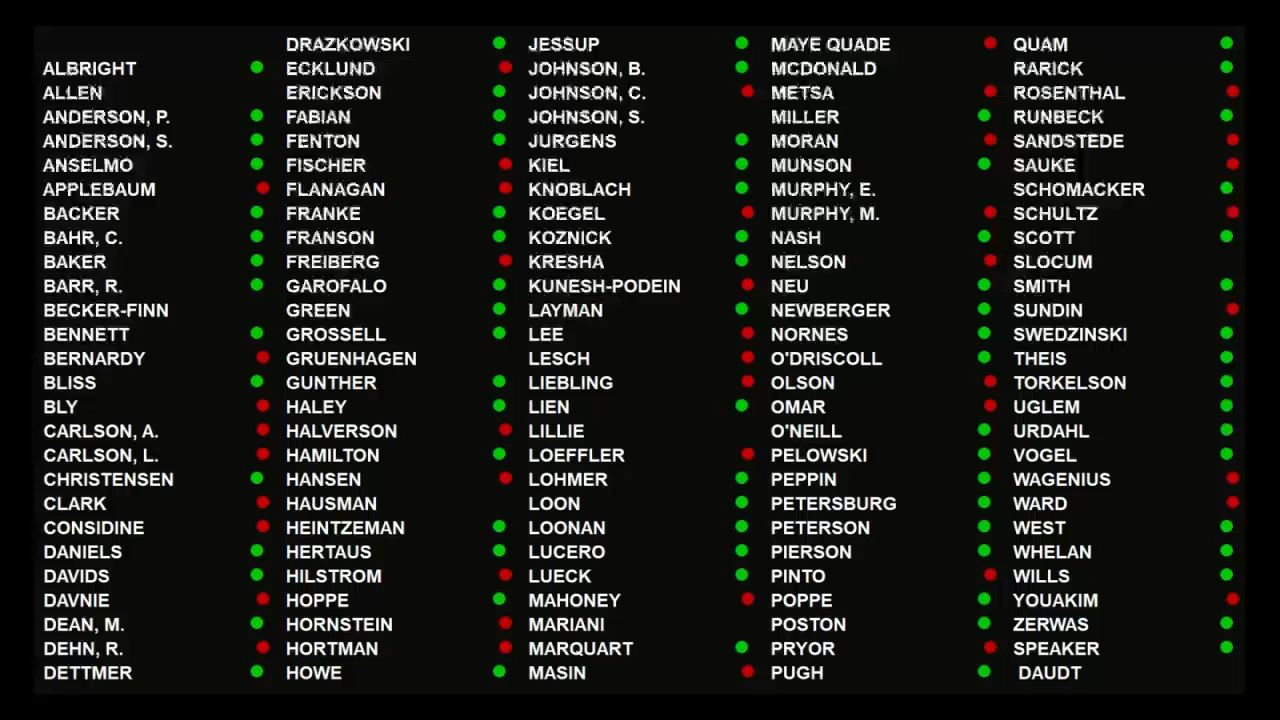 ALBRIGHT
ALLEN
ANDERSON, P.
ANDERSON, S.
ANSELMO
APPLEBAUM
BACKER
BAHR, C.
BAKER
BARR, R.
BECKER-FINN
BENNETT
BERNARDY
BLISS
BLY
CARLSON, A.
CARLSON, L.
CHRISTENSEN
CLARK
CONSIDINE
DANIELS
DAVIDS
DAVNIE
DEAN, M.
DEHN, R.
DETTMER
DRAZKOWSKI
ECKLUND
ERICKSON
FABIAN
FENTON
FISCHER
FLANAGAN
FRANKE
FRANSON
FREIBERG
GAROFALO
GREEN
GROSSELL
GRUENHAGEN
GUNTHER
HALEY
HALVERSON
HAMILTON
HANSEN
HAUSMAN
HEINTZEMAN
HERTAUS
HILSTROM
HOPPE
HORNSTEIN
HORTMAN
HOWE
JESSUP
JOHNSON, B.
JOHNSON, C.
JOHNSON, S.
JURGENS
KIEL
KNOBLACH
KOEGEL
KOZNICK
KRESHA
KUNESH-PODEIN
LAYMAN
LEE
LESCH
LIEBLING
LIEN
LILLIE
LOEFFLER
LOHMER
LOON
LOONAN
LUCERO
LUECK
MAHONEY
MARIANI
MARQUART
MASIN
MAYE QUADE
MCDONALD
METSA
MILLER
MORAN
MUNSON
MURPHY, E.
MURPHY, M.
NASH
NELSON
NEU
NEWBERGER
NORNES
O'DRISCOLL
OLSON
OMAR
O'NEILL
PELOWSKI
PEPPIN
PETERSBURG
PETERSON
PIERSON
PINTO
POPPE
POSTON
PRYOR
PUGH
QUAM
RARICK
ROSENTHAL
RUNBECK
SANDSTEDE
SAUKE
SCHOMACKER
SCHULTZ
SCOTT
SLOCUM
SMITH
SUNDIN
SWEDZINSKI
THEIS
TORKELSON
UGLEM
URDAHL
VOGEL
WAGENIUS
WARD
WEST
WHELAN
WILLS
YOUAKIM
ZERWAS
SPEAKER
DAUDT